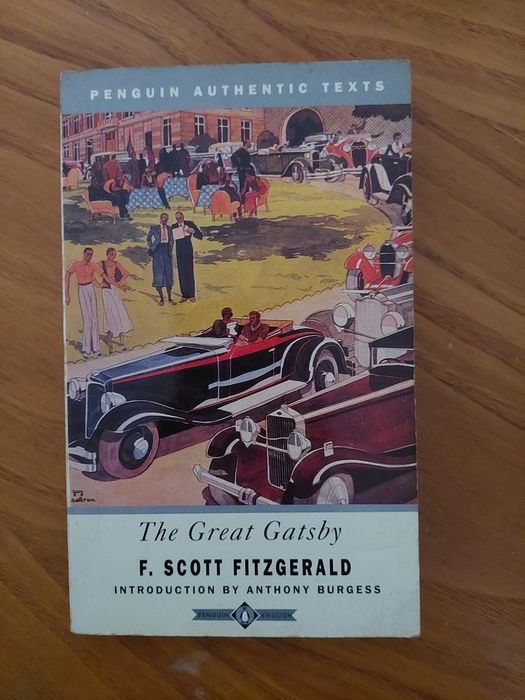 PENGUIN AUTHENTIC TEXTS
The Great Gatsby
F. SCOTT FITZGERALD
INTRODUCTION BY ANTHONY BURGESS
PENGUIN ENGLISH